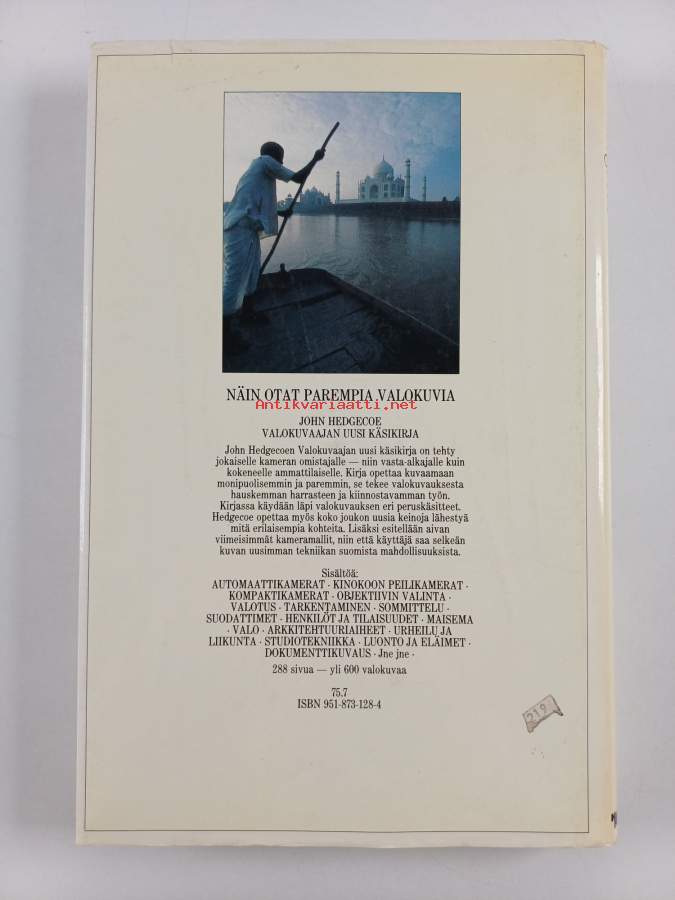 NÄIN OTAT PAREMPIA VALOKUVIA
Antikvariaatti.net
JOHN HEDGECOE
VALOKUVAAJAN UUSI KÄSIKIRJA
John Hedgecoen Valokuvaajan uusi käsikirja on tehty
jokaiselle kameran omistajalle — niin vasta-alkajalle kuin
kokeneelle ammattilaiselle. Kirja opettaa kuvaamaan
monipuolisemmin ja paremmin, se tekee valokuvauksesta
hauskemman harrasteen ja kiinnostavamman työn.
Kirjassa käydään läpi valokuvauksen eri peruskäsitteet.
Hedgecoe opettaa myös koko joukon uusia keinoja lähestyä
mitä erilaisempia kohteita. Lisäksi esitellään aivan
viimeisimmät kameramallit, niin että käyttäjä saa selkeän
kuvan uusimman tekniikan suomista mahdollisuuksista.
Sisältöä:
AUTOMAATTIKAMERAT · KINOKOON PEILIKAMERAT ·
KOMPAKTIKAMERAT · OBJEKTIIVIN VALINTA ·
VALOTUS · TARKENTAMINEN · SOMMITTELU ·
SUODATTIMET · HENKILÖT JA TILAISUUDET · MAISEMA
· VALO · ARKKITEHTUURIAIHEET · URHEILU JA
LIIKUNTA · STUDIOTEKNIIKKA · LUONTO JA ELÄIMET ·
DOKUMENTTIKUVAUS · Jne jne ·
288 sivua — yli 600 valokuvaa
75.7
ISBN 951-873-128-4
219